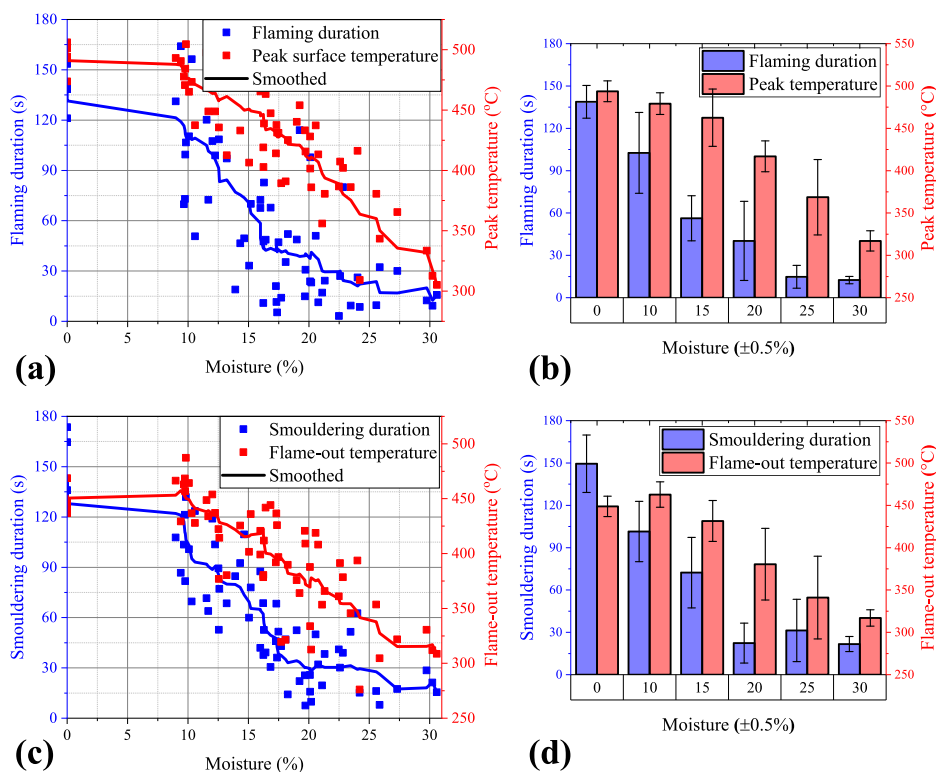 180
150
120
90
60
30
0
Flaming duration (s)
Flaming duration
Peak surface temperature
Smoothed
500
450
400
350
300
Peak temperature (°C)
0 10 15 20 25 30
Moisture (%)
(a)
180
150
120
90
60
30
0
Flaming duration (s)
Flaming duration
Peak temperature
550
500
450
400
350
300
250
Peak temperature (°C)
0 10 15 20 25 30
Moisture (±0.5%)
(b)
180
150
120
90
60
30
0
Smouldering duration (s)
Smouldering duration
Flame-out temperature
Smoothed
500
450
400
350
300
250
Flame-out temperature (°C)
0 5 10 15 20 25 30
Moisture (%)
(c)
180
150
120
90
60
30
0
Smouldering duration (s)
Smouldering duration
Flame-out temperature
550
500
450
400
350
300
250
Flame-out temperature (°C)
0 10 15 20 25 30
Moisture (±0.5%)
(d)